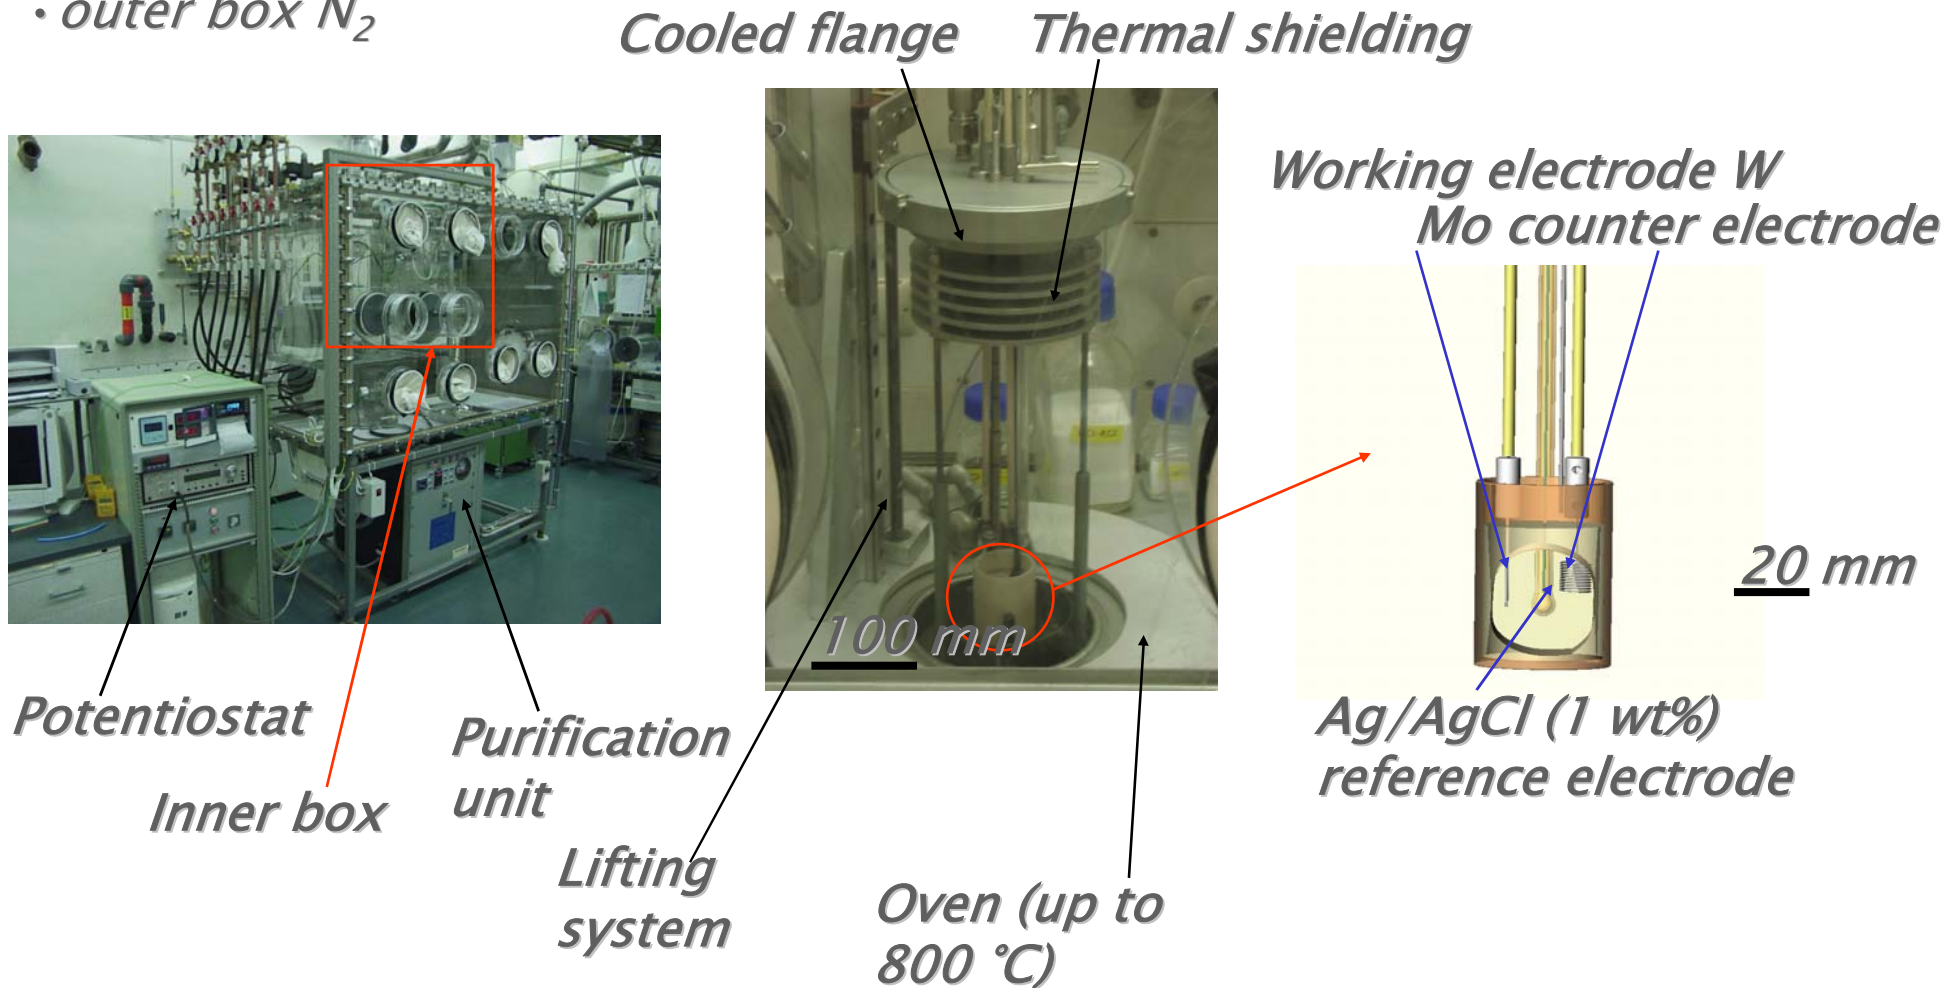 · outer box N₂
Cooled flange
Thermal shielding
Working electrode W
Mo counter electrode
20 mm
100 mm
Potentiostat
Purification
unit
Inner box
Ag/AgCl (1 wt%)
reference electrode
Lifting
system
Oven (up to
800 °C)